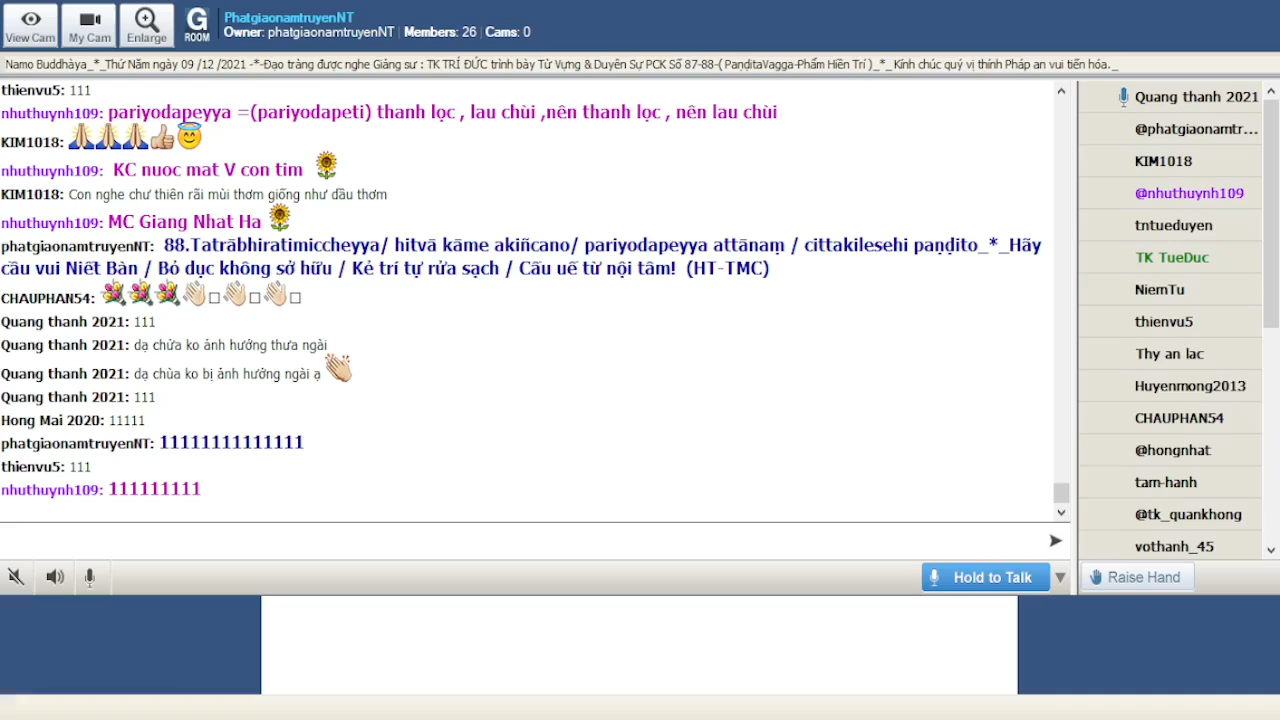 View Cam
My Cam
Enlarge
G
ROOM
PhatgiaonamtruyenNT
Owner: phatgiaonamtruyenNT | Members: 26 | Cams: 0
Namo Buddhàya_*_Thứ Năm ngày 09 /12 /2021 -*-Đạo tràng được nghe Giảng sư : TK TRÍ ĐỨC trình bày Từ Vựng & Duyên Sự PCK Số 87-88-( PaṇḍitaVagga-Phẩm Hiền Trí )_*_ Kính chúc quý vị thính Pháp an vui tiến hóa._
thienvu5: 111
nhuthuynh109: pariyodapeyya =(pariyodapeti) thanh lọc , lau chùi ,nên thanh lọc , nên lau chùi
KIM1018:
nhuthuynh109: KC nuoc mat V con tim
KIM1018: Con nghe chư thiên rãi mùi thơm giống như dầu thơm
nhuthuynh109: MC Giang Nhat Ha
phatgiaonamtruyenNT: 88.Tatrābhiratimiccheyya/ hitvā kāme akiñcano/ pariyodapeyya attānaṃ / cittakilesehi paṇḍito_*_Hãy
cầu vui Niết Bàn / Bỏ dục không sở hữu / Kẻ trí tự rửa sạch / Cấu uế từ nội tâm! (HT-TMC)
CHAUPHAN54:
Quang thanh 2021: 111
Quang thanh 2021: dạ chửa ko ảnh hưởng thưa ngài
Quang thanh 2021: dạ chùa ko bị ảnh hưởng ngài ạ
Quang thanh 2021: 111
Hong Mai 2020: 11111
phatgiaonamtruyenNT: 11111111111111
thienvu5: 111
nhuthuynh109: 111111111
Hold to Talk
Quang thanh 2021
@phatgiaonamtr...
KIM1018
@nhuthuynh109
tntueduyen
TK TueDuc
NiemTu
thienvu5
Thy an lac
Huyenmong2013
CHAUPHAN54
@hongnhat
tam-hanh
@tk_quankhong
vothanh_45
Raise Hand